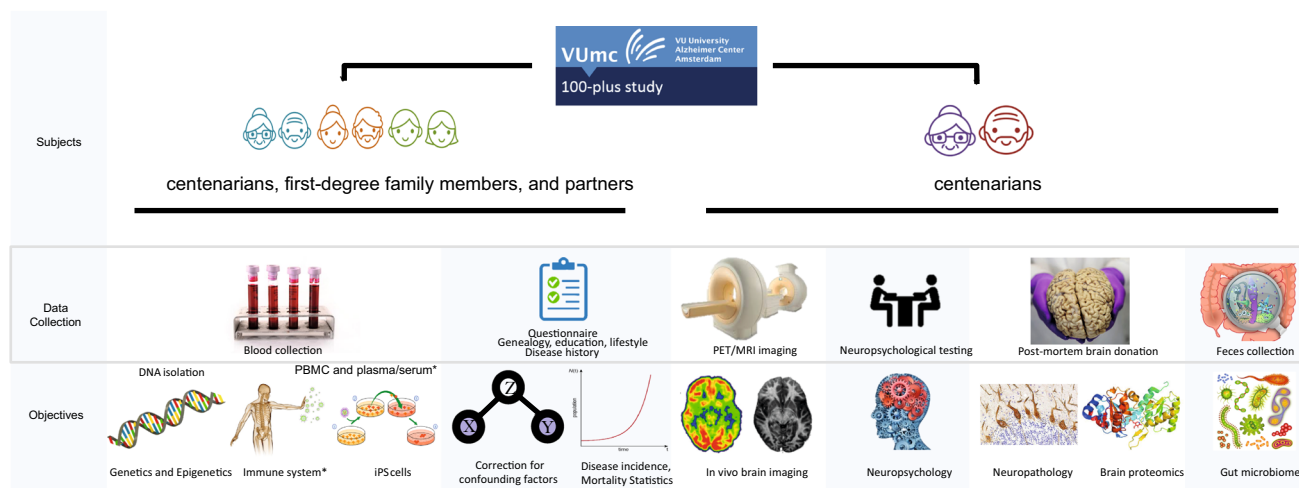 VUmc
VU University
Alzheimer Center
Amsterdam
100-plus study
Subjects
centenarians, first-degree family members, and partners
centenarians
Data
Collection
Blood collection
Questionnaire
Genealogy, education, lifestyle
Disease history
PET/MRI imaging
Neuropsychological testing
Post-mortem brain donation
Feces collection
Objectives
DNA isolation
PBMC and plasma/serum*
Z
X
Y
N(t)
population
time
t
Genetics and Epigenetics
Immune system*
iPScells
Correction for
confounding factors
Disease incidence,
Mortality Statistics
In vivo brain imaging
Neuropsychology
Neuropathology
Brain proteomics
Gut microbiome